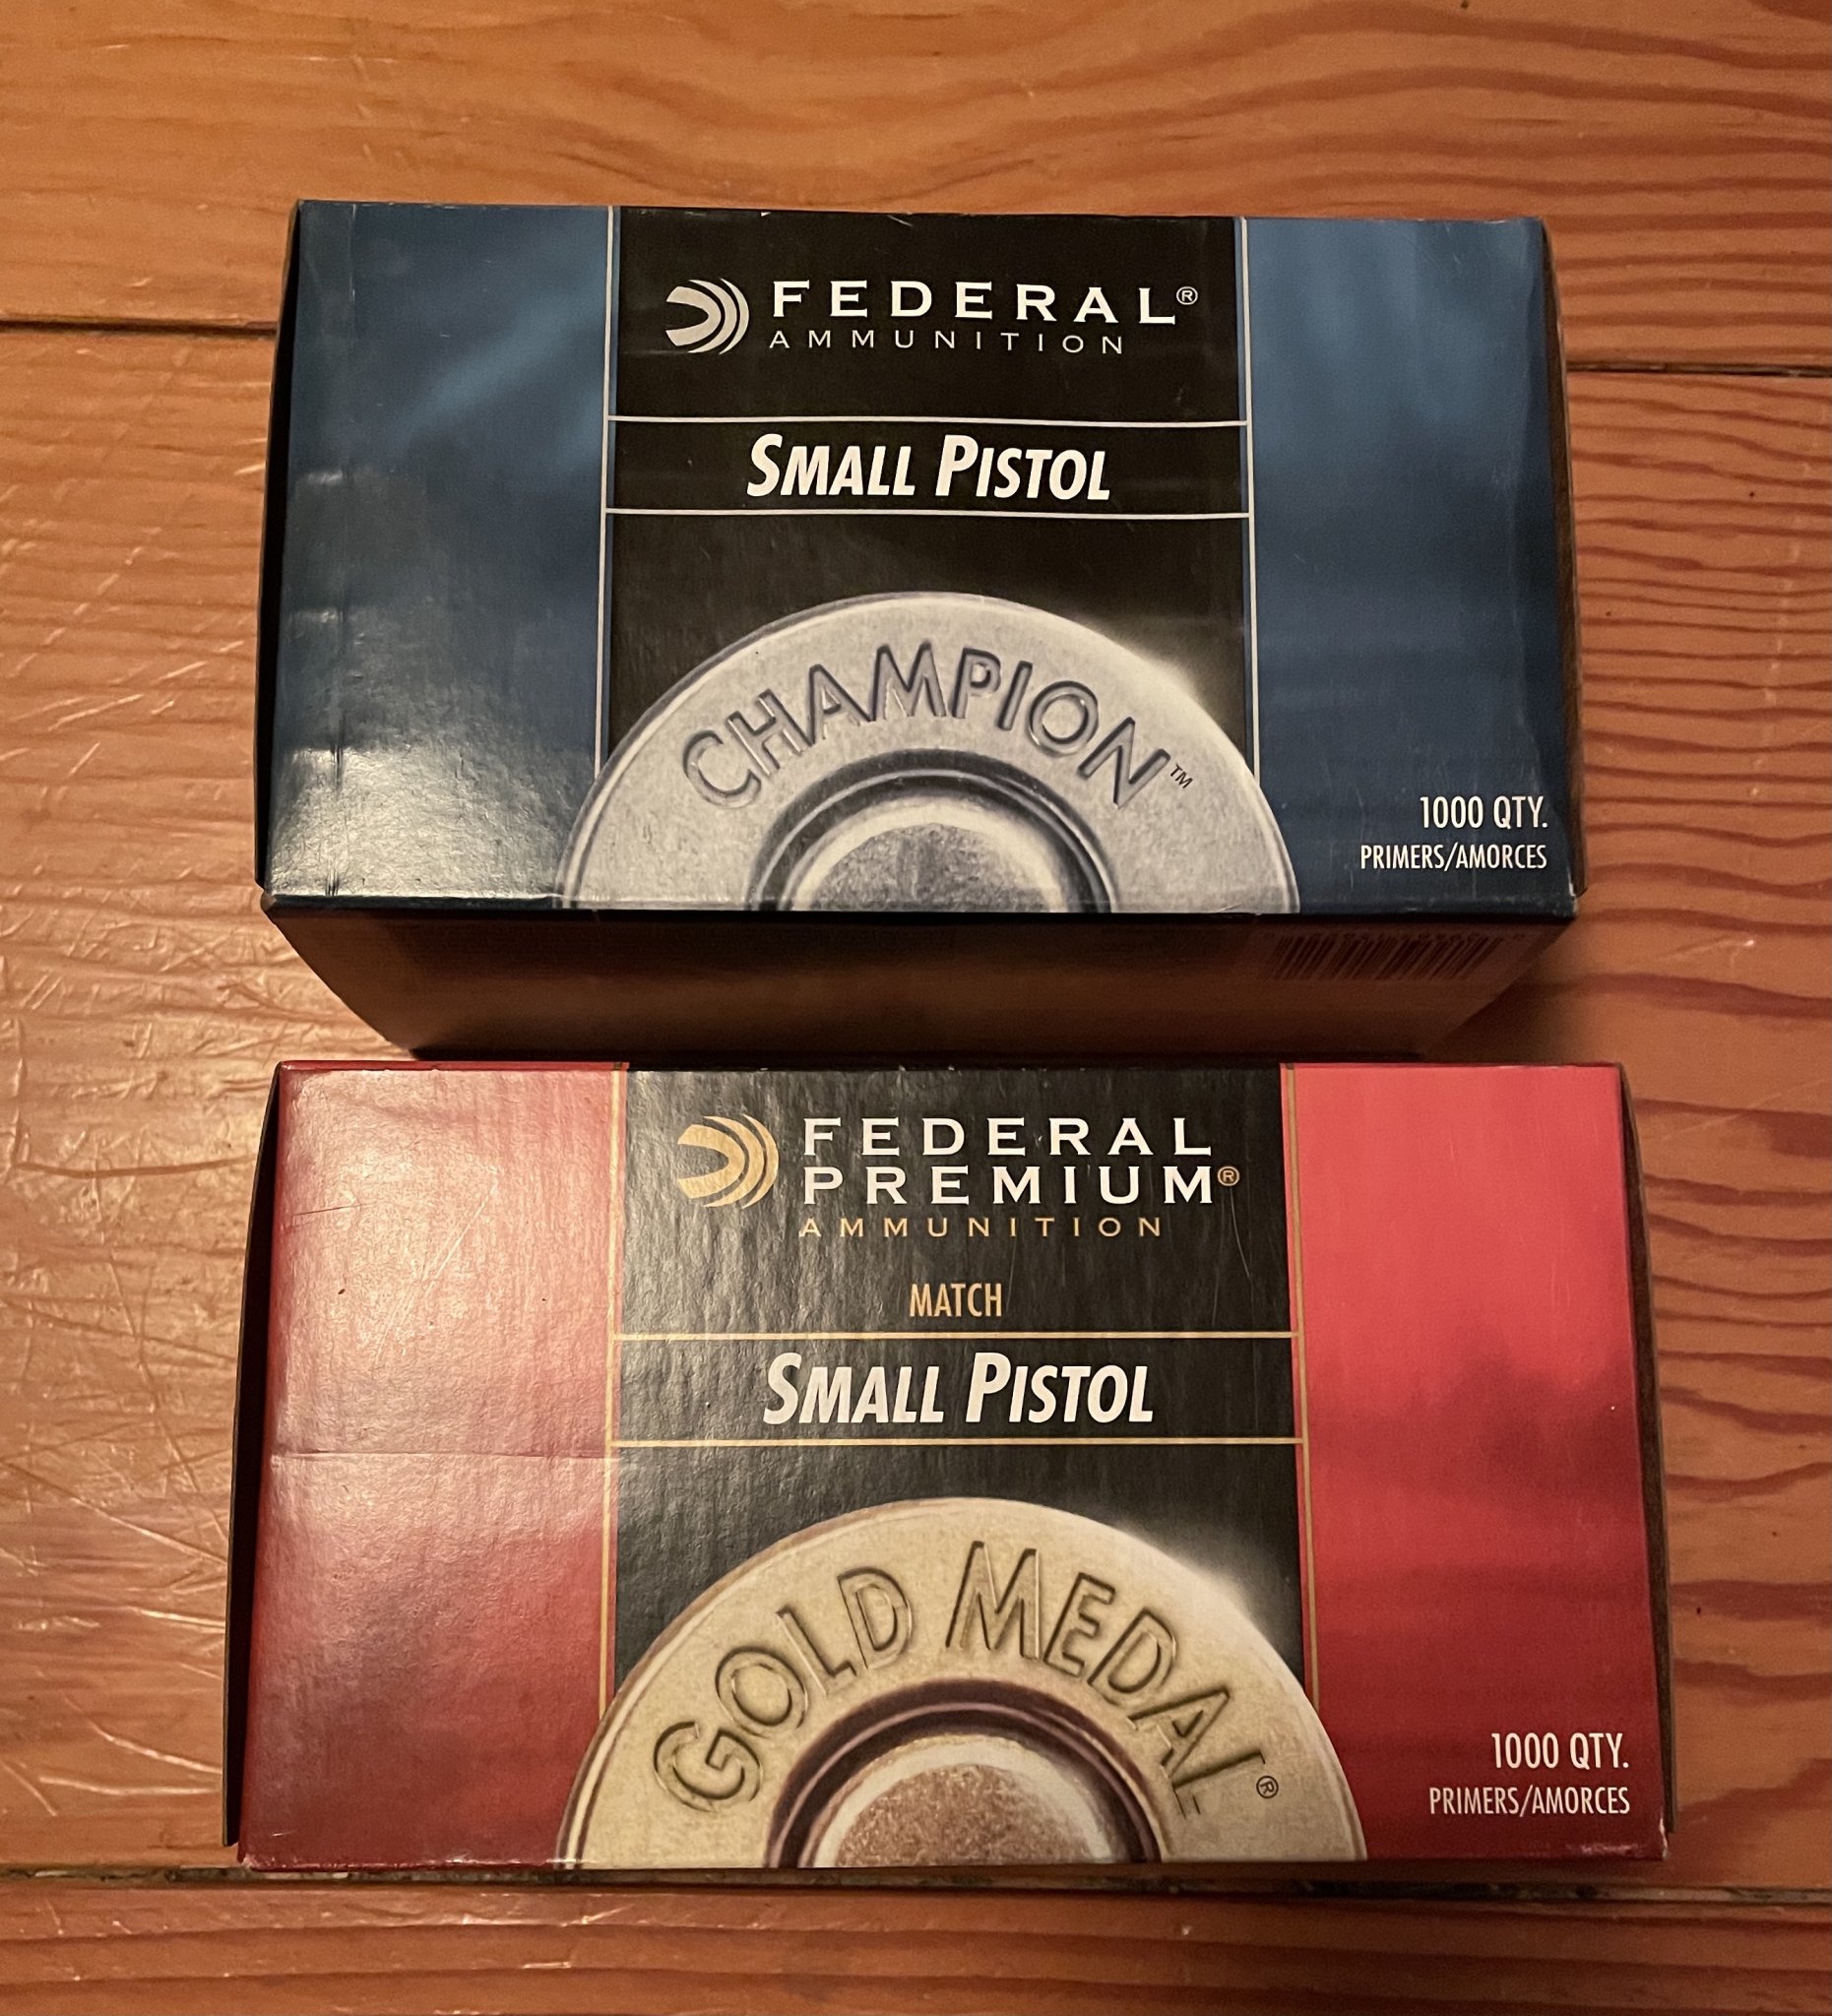 FEDERAL®
AMMUNITION
SMALL PISTOL
CHAMPION™
1000 QTY.
PRIMERS/AMORCES
FEDERAL
PREMIUM®
AMMUNITION
MATCH
SMALL PISTOL
GOLD MEDAL®
1000 QTY.
PRIMERS/AMORCES